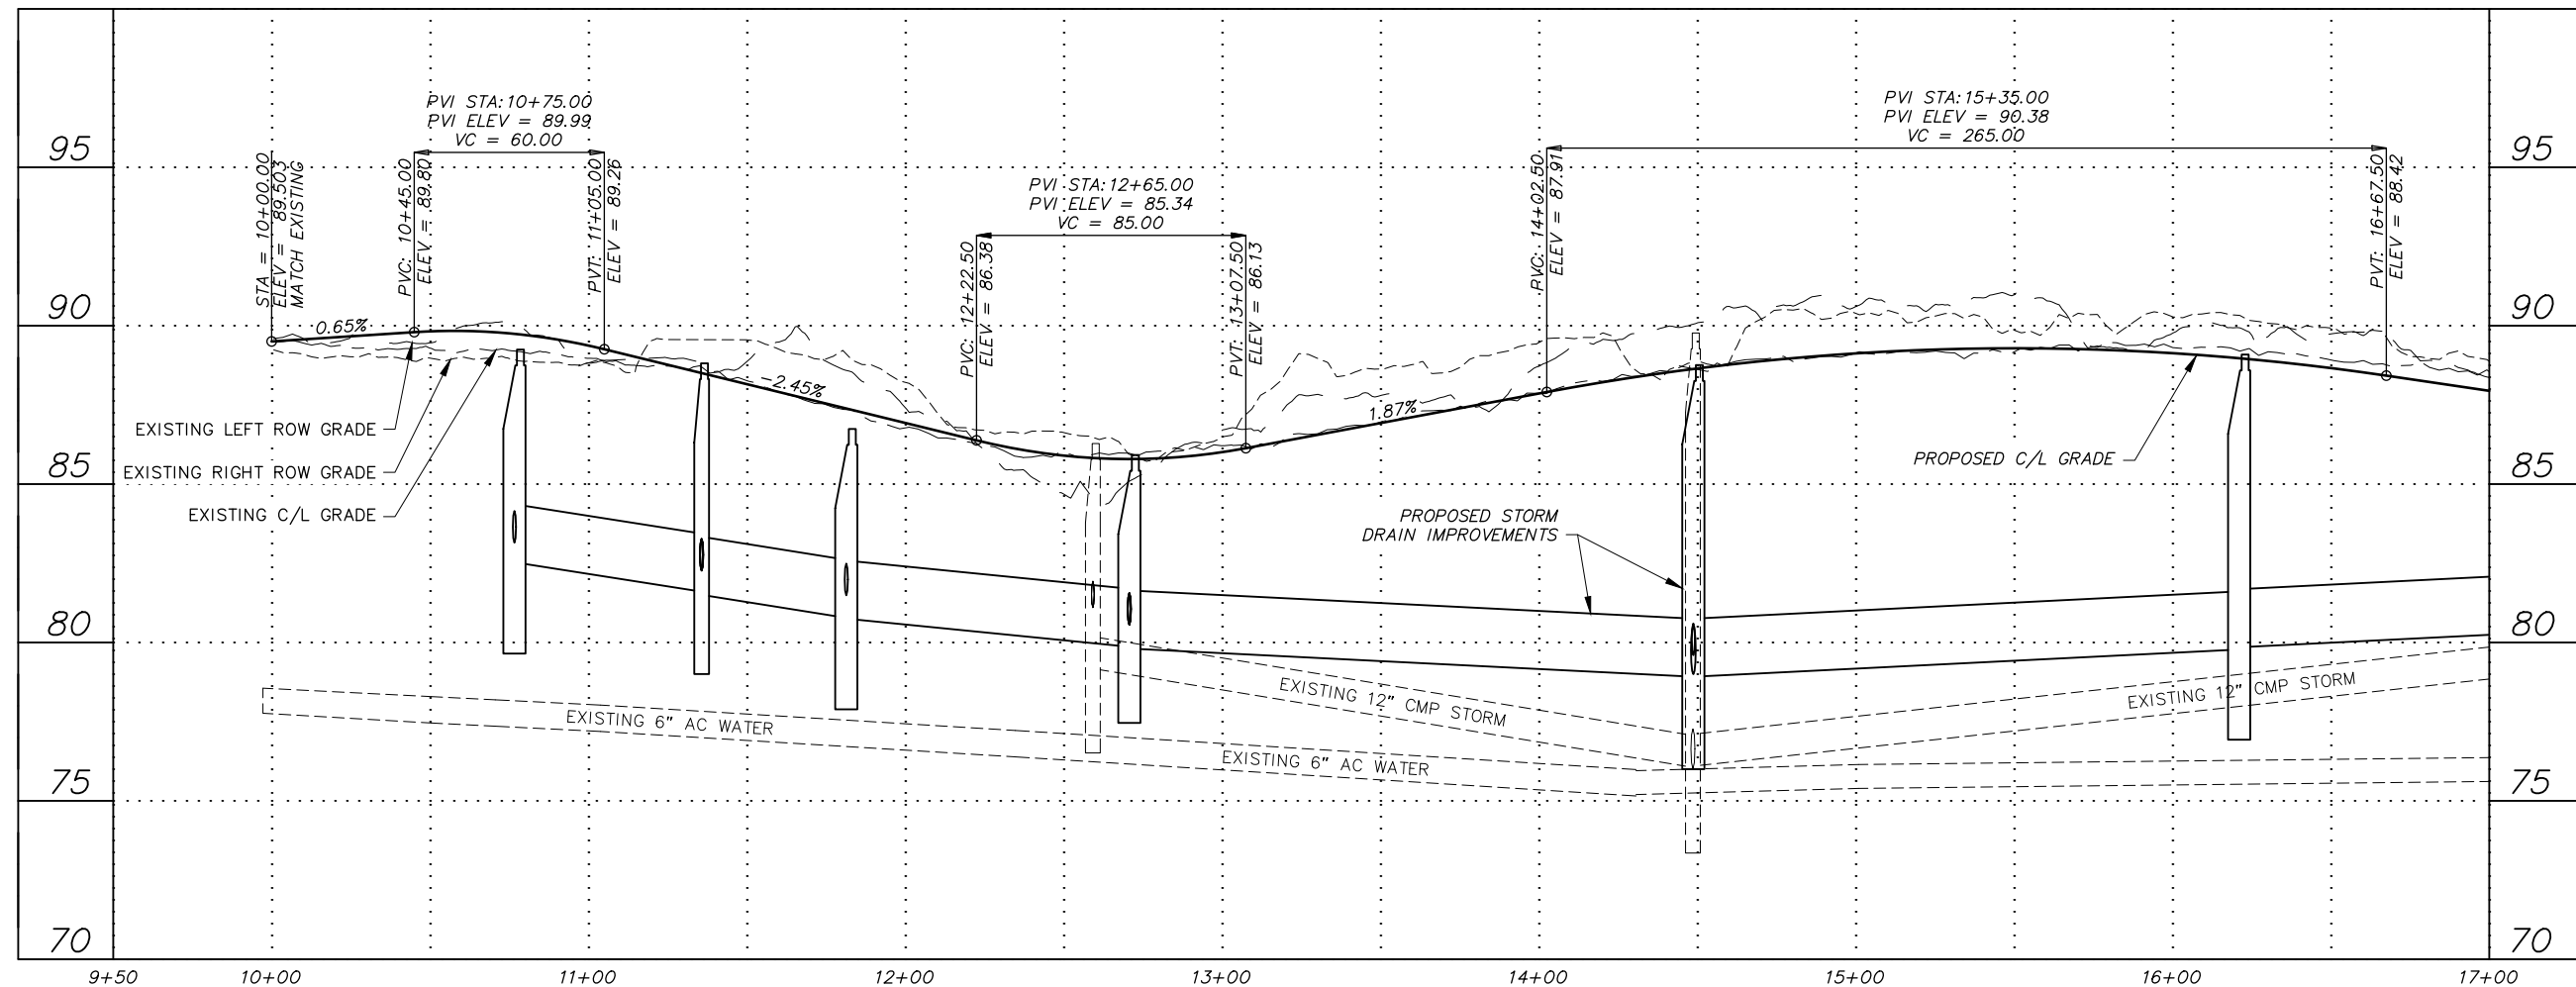 PVI STA:10+75.00
PVI ELEV = 89.99
VC = 60.00
PVI STA:12+65.00
PVI ELEV = 85.34
VC = 85.00
PVI STA:15+35.00
PVI ELEV = 90.38
VC = 265.00
STA = 10+00.00
ELEV = 89.503
MATCH EXISTING
PVC: 10+45.00
ELEV = 89.80
PVT: 11+05.00
ELEV = 89.26
PVC: 12+22.50
ELEV = 86.38
PVT: 13+07.50
ELEV = 86.13
PVC: 14+02.50
ELEV = 87.91
PVT: 16+67.50
ELEV = 88.42
95
90
85
80
75
70
95
90
85
80
75
70
0.65%
-2.45%
1.87%
EXISTING LEFT ROW GRADE
EXISTING RIGHT ROW GRADE
EXISTING C/L GRADE
PROPOSED C/L GRADE
PROPOSED STORM
DRAIN IMPROVEMENTS
EXISTING 12" CMP STORM
EXISTING 12" CMP STORM
EXISTING 6" AC WATER
EXISTING 6" AC WATER
9+50
10+00
11+00
12+00
13+00
14+00
15+00
16+00
17+00